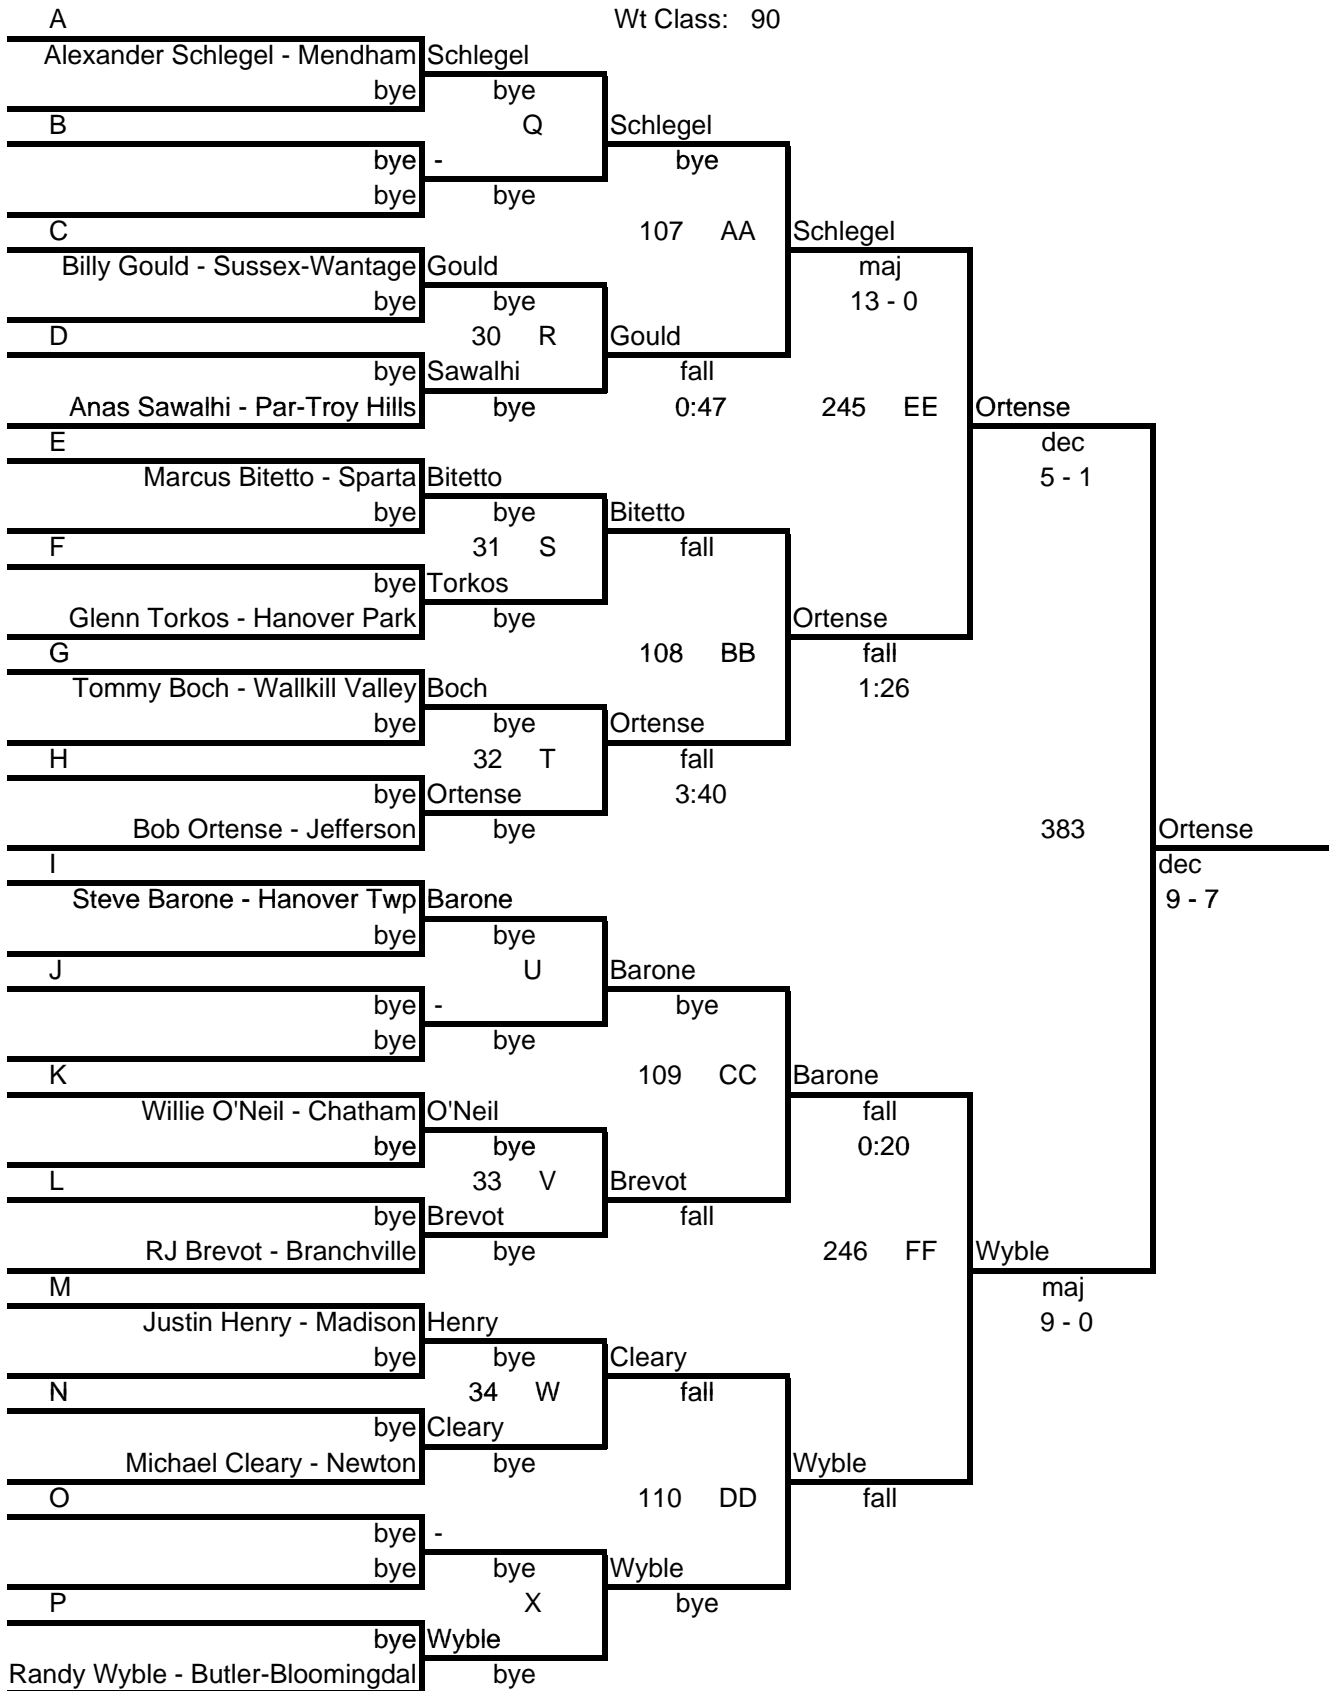 A Wt Class: 90
Alexander Schlegel - Mendham Schlegel
bye bye
B Q Schlegel
bye - bye
bye bye
C 107 AA Schlegel
Billy Gould - Sussex-Wantage Gould maj
bye bye 13 - 0
D 30 R Gould
bye Sawalhi fall
Anas Sawalhi - Par-Troy Hills bye 0:47 245 EE Ortense
E dec
Marcus Bitetto - Sparta Bitetto 5 - 1
bye bye Bitetto
F 31 S fall
bye Torkos
Glenn Torkos - Hanover Park bye Ortense
G 108 BB fall
Tommy Boch - Wallkill Valley Boch 1:26
bye bye Ortense
H 32 T fall
bye Ortense 3:40
Bob Ortense - Jefferson bye 383 Ortense
I dec
Steve Barone - Hanover Twp Barone 9 - 7
bye bye
J U Barone
bye - bye
bye bye
K 109 CC Barone
Willie O'Neil - Chatham O'Neil fall
bye bye 0:20
L 33 V Brevot
bye Brevot fall
RJ Brevot - Branchville bye 246 FF Wyble
M maj
Justin Henry - Madison Henry 9 - 0
bye bye Cleary
N 34 W fall
bye Cleary
Michael Cleary - Newton bye Wyble
O 110 DD fall
bye -
bye bye Wyble
P X bye
bye Wyble
Randy Wyble - Butler-Bloomingdal bye